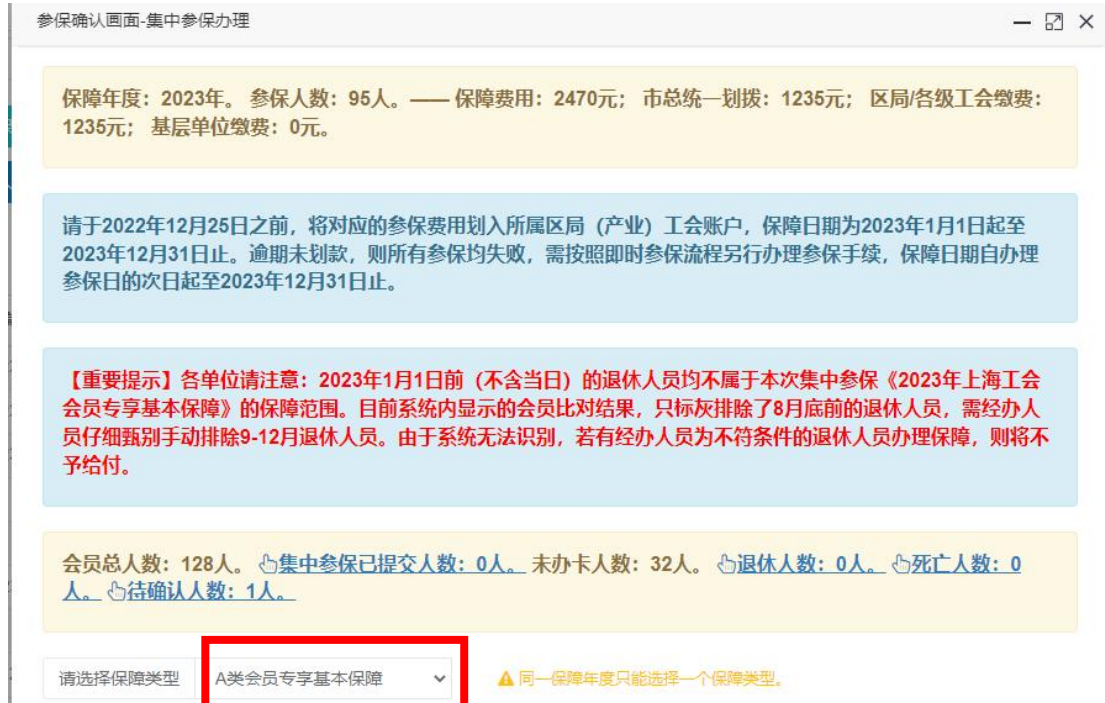 参保确认画面-集中参保办理
保障年度：2023年。 参保人数：95人。—— 保障费用：2470元； 市总统一划拨：1235元； 区局/各级工会缴费：
1235元； 基层单位缴费：0元。
请于2022年12月25日之前，将对应的参保费用划入所属区局（产业）工会账户，保障日期为2023年1月1日起至
2023年12月31日止。逾期未划款，则所有参保均失败，需按照即时参保流程另行办理参保手续，保障日期自办理
参保日的次日起至2023年12月31日止。
【重要提示】各单位请注意：2023年1月1日前（不含当日）的退休人员均不属于本次集中参保《2023年上海工会
会员专享基本保障》的保障范围。目前系统内显示的会员比对结果，只标灰排除了8月底前的退休人员，需经办人
员仔细甄别手动排除9-12月退休人员。由于系统无法识别，若有经办人员为不符条件的退休人员办理保障，则将不
予给付。
会员总人数：128人。 集中参保已提交人数：0人。 未办卡人数：32人。 退休人数：0人。 死亡人数：0
人。 待确认人数：1人。
请选择保障类型 A类会员专享基本保障 同一保障年度只能选择一个保障类型。